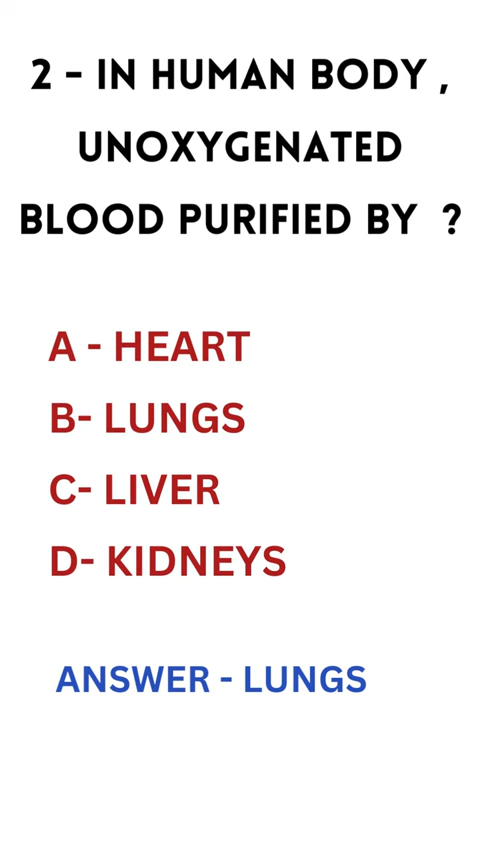 2 - IN HUMAN BODY ,
UNOXYGENATED
BLOOD PURIFIED BY ?
A - HEART
B- LUNGS
C- LIVER
D- KIDNEYS
ANSWER - LUNGS